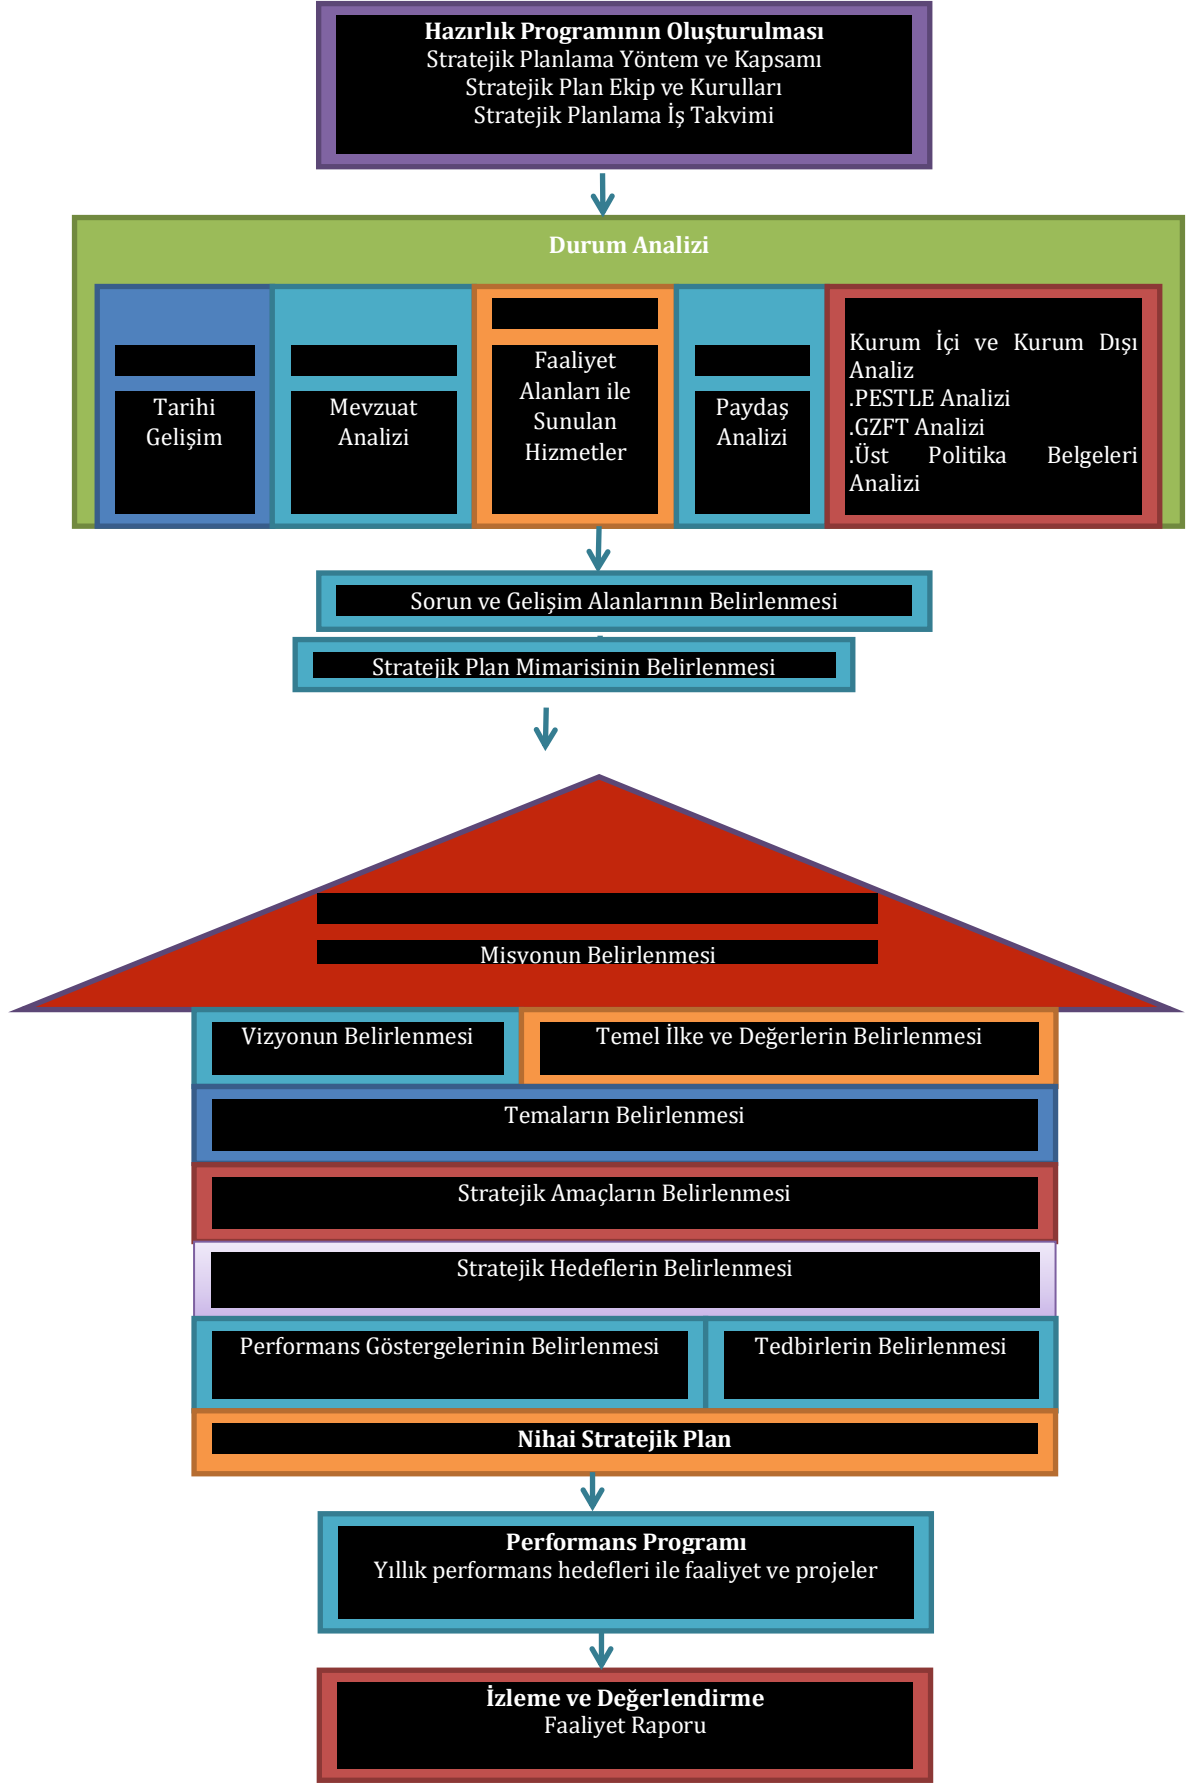 Hazırlık Programının Oluşturulması
Stratejik Planlama Yöntem ve Kapsamı
Stratejik Plan Ekip ve Kurulları
Stratejik Planlama İş Takvimi
Durum Analizi
Tarihi
Gelişim
Mevzuat
Analizi
Faaliyet
Alanları ile
Sunulan
Hizmetler
Paydaş
Analizi
Kurum İçi ve Kurum Dışı
Analiz
.PESTLE Analizi
.GZFT Analizi
.Üst Politika Belgeleri
Analizi
Sorun ve Gelişim Alanlarının Belirlenmesi
Stratejik Plan Mimarisinin Belirlenmesi
Misyonun Belirlenmesi
Vizyonun Belirlenmesi
Temel İlke ve Değerlerin Belirlenmesi
Temaların Belirlenmesi
Stratejik Amaçların Belirlenmesi
Stratejik Hedeflerin Belirlenmesi
Performans Göstergelerinin Belirlenmesi
Tedbirlerin Belirlenmesi
Nihai Stratejik Plan
Performans Programı
Yıllık performans hedefleri ile faaliyet ve projeler
İzleme ve Değerlendirme
Faaliyet Raporu